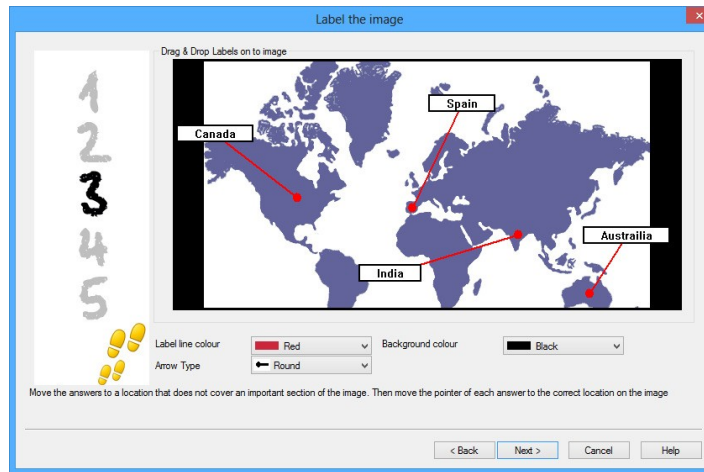 Label the image
1
2
3
4
5
Drag & Drop Labels on to image
Spain
Canada
Austrailia
India
Label line colour
Red
Background colour
Black
Arrow Type
Round
Move the answers to a location that does not cover an important section of the image. Then move the pointer of each answer to the correct location on the image
< Back
Next >
Cancel
Help